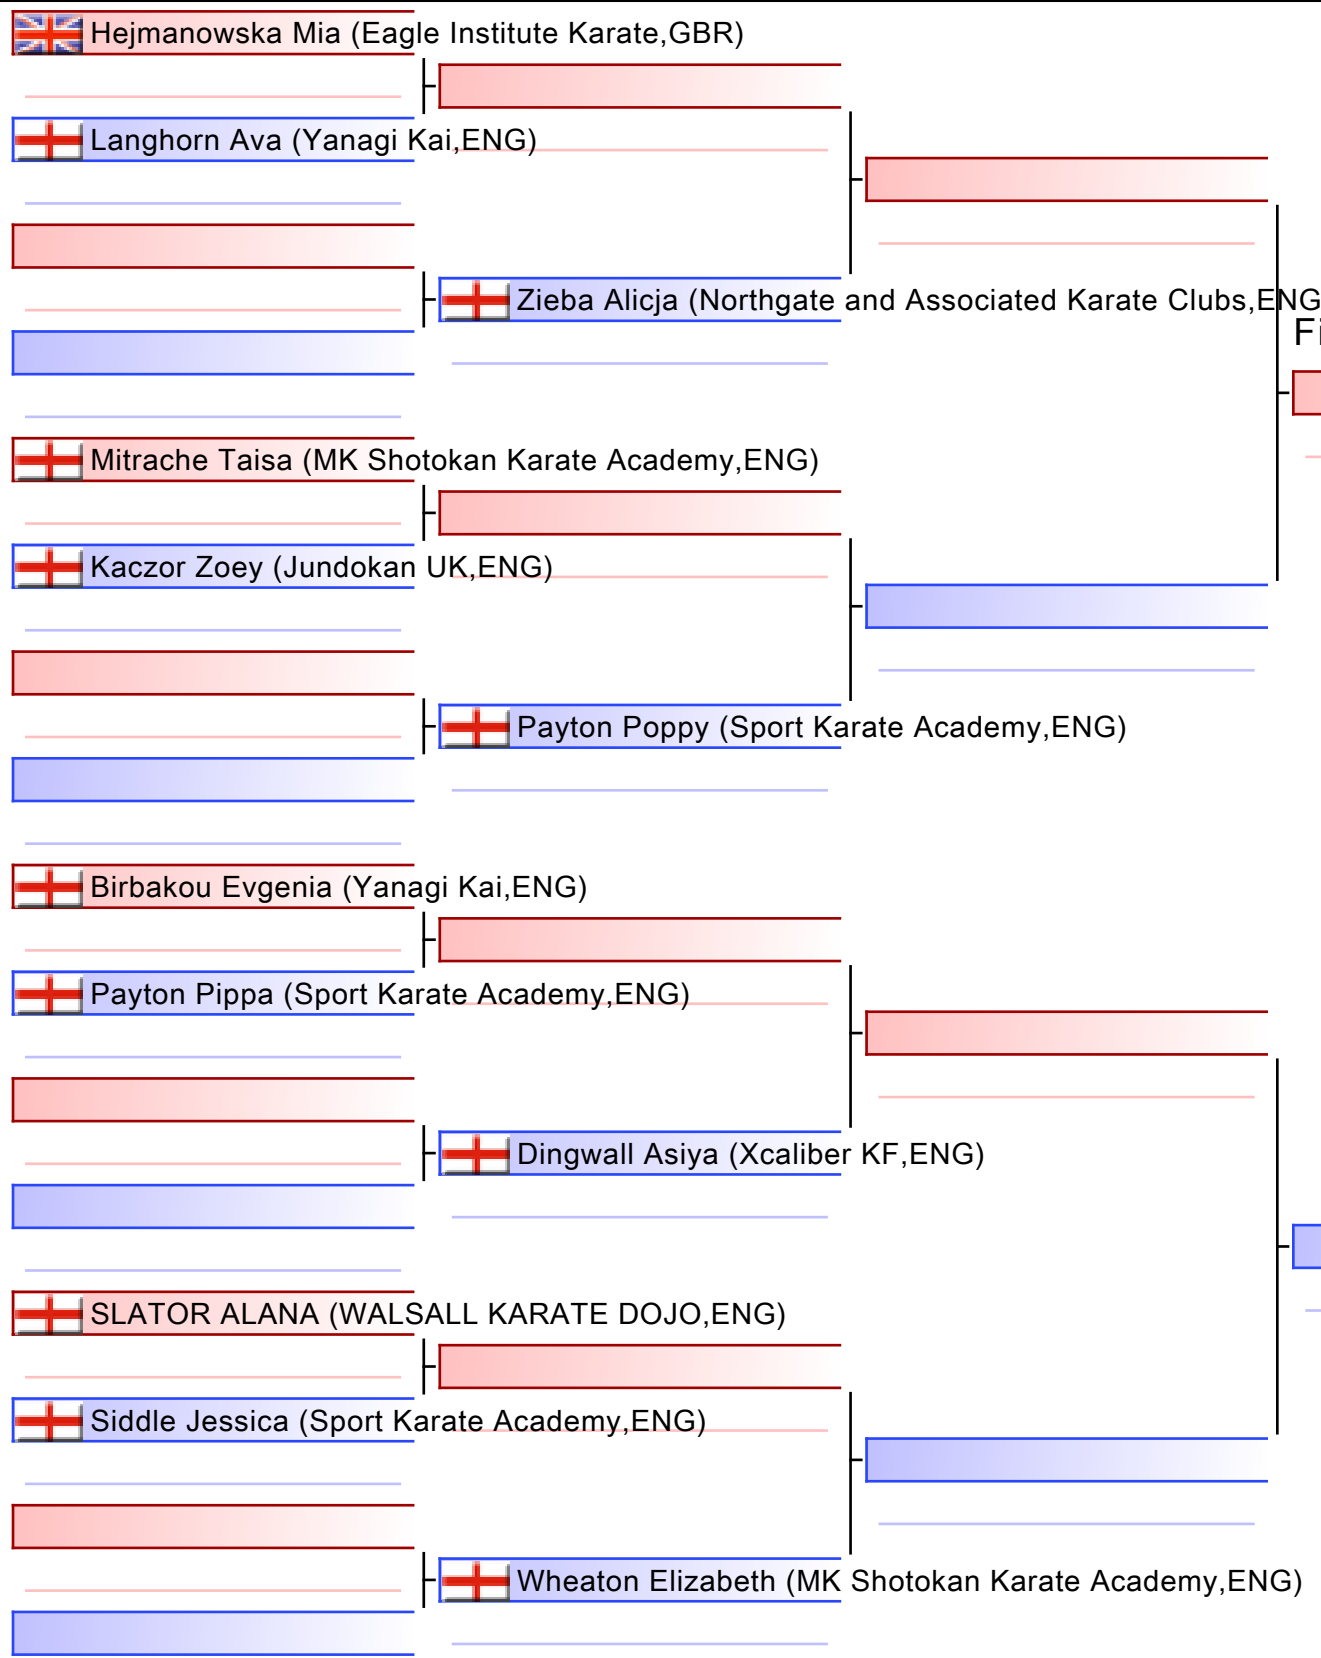 Hejmanowska Mia (Eagle Institute Karate,GBR)
Langhorn Ava (Yanagi Kai,ENG)
Zieba Alicja (Northgate and Associated Karate Clubs,ENG
Fi
Mitrache Taisa (MK Shotokan Karate Academy,ENG)
Kaczor Zoey (Jundokan UK,ENG)
Payton Poppy (Sport Karate Academy,ENG)
Birbakou Evgenia (Yanagi Kai,ENG)
Payton Pippa (Sport Karate Academy,ENG)
Dingwall Asiya (Xcaliber KF,ENG)
SLATOR ALANA (WALSALL KARATE DOJO,ENG)
Siddle Jessica (Sport Karate Academy,ENG)
Wheaton Elizabeth (MK Shotokan Karate Academy,ENG)